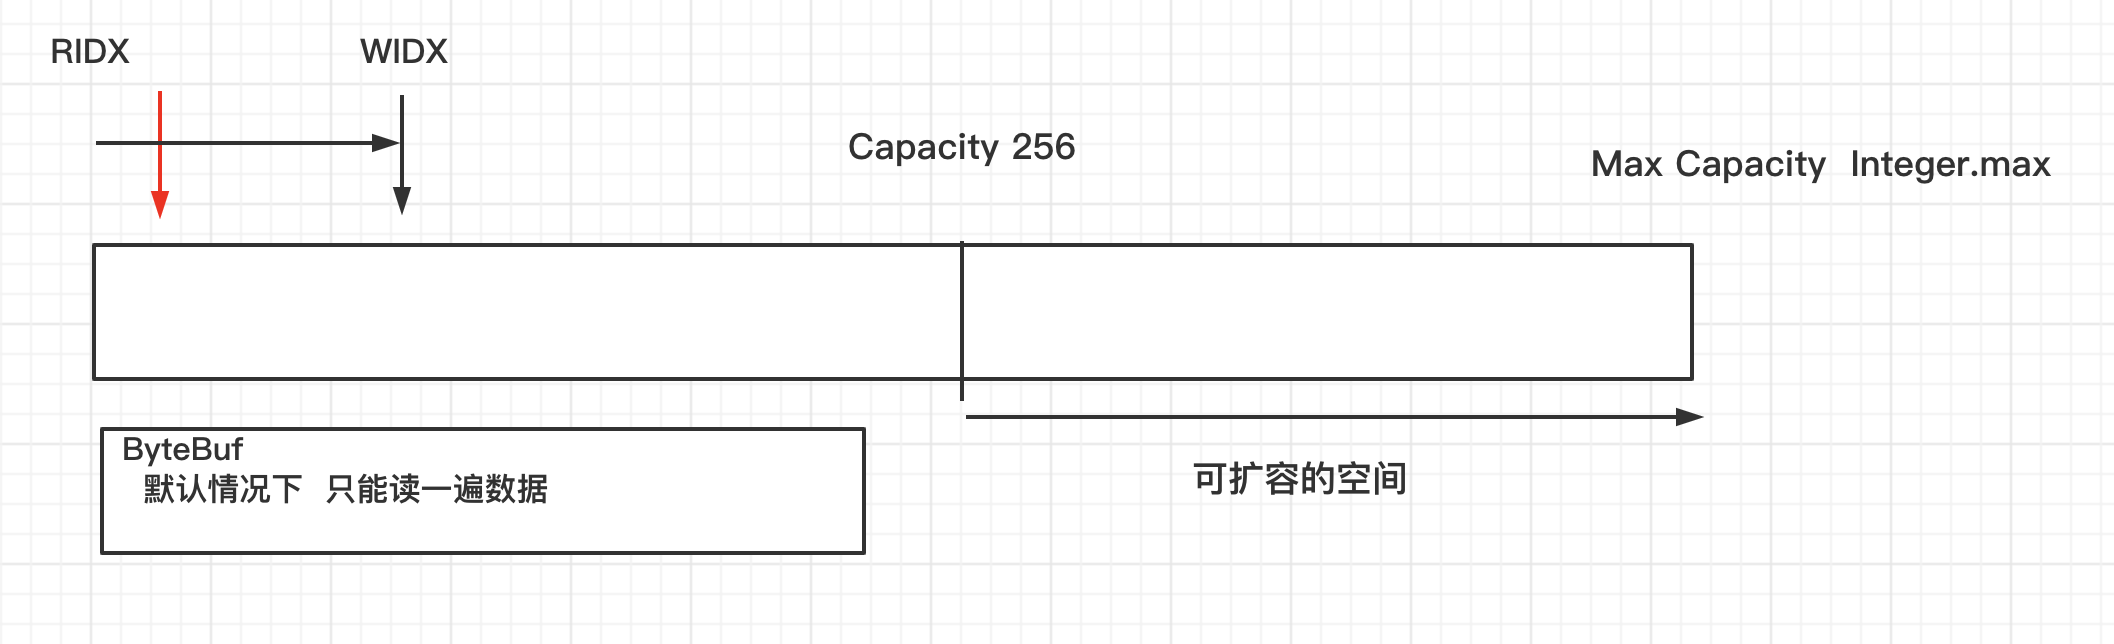 RIDX
WIDX
Capacity 256
Max Capacity Integer.max
ByteBuf
默认情况下 只能读一遍数据
可扩容的空间